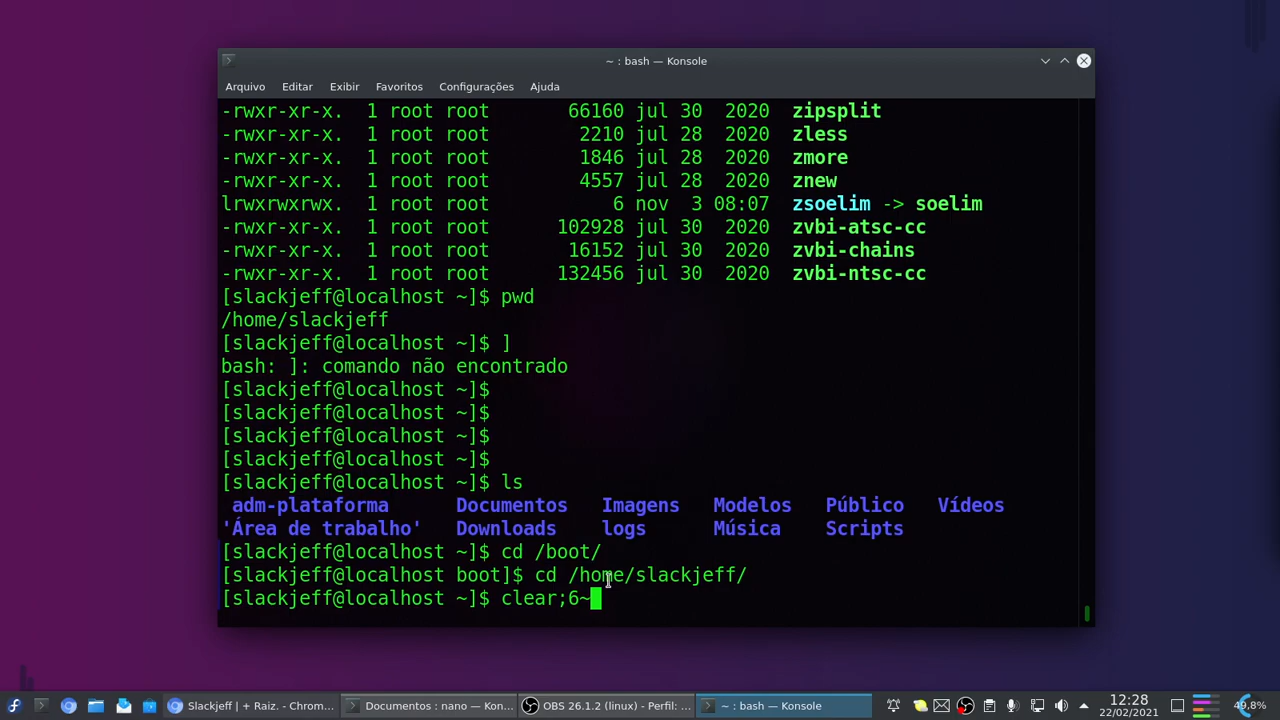 ~ : bash — Konsole
Arquivo Editar Exibir Favoritos Configurações Ajuda
-rwxr-xr-x. 1 root root 66160 jul 30 2020 zipsplit
-rwxr-xr-x. 1 root root 2210 jul 28 2020 zless
-rwxr-xr-x. 1 root root 1846 jul 28 2020 zmore
-rwxr-xr-x. 1 root root 4557 jul 28 2020 znew
lrwxrwxrwx. 1 root root 6 nov 3 08:07 zsoelim -> soelim
-rwxr-xr-x. 1 root root 102928 jul 30 2020 zvbi-atsc-cc
-rwxr-xr-x. 1 root root 16152 jul 30 2020 zvbi-chains
-rwxr-xr-x. 1 root root 132456 jul 30 2020 zvbi-ntsc-cc
[slackjeff@localhost ~]$ pwd
/home/slackjeff
[slackjeff@localhost ~]$ ]
bash: ]: comando não encontrado
[slackjeff@localhost ~]$
[slackjeff@localhost ~]$
[slackjeff@localhost ~]$
[slackjeff@localhost ~]$
[slackjeff@localhost ~]$ ls
adm-plataforma Documentos Imagens Modelos Público Vídeos
'Área de trabalho' Downloads logs Música Scripts
[slackjeff@localhost ~]$ cd /boot/
[slackjeff@localhost boot]$ cd /home/slackjeff/
[slackjeff@localhost ~]$ clear;6~
Slackjeff | + Raiz. - Chrom... Documentos : nano — Kon... OBS 26.1.2 (linux) - Perfil: ... ~ : bash — Konsole 12:28 49,8%
22/02/2021